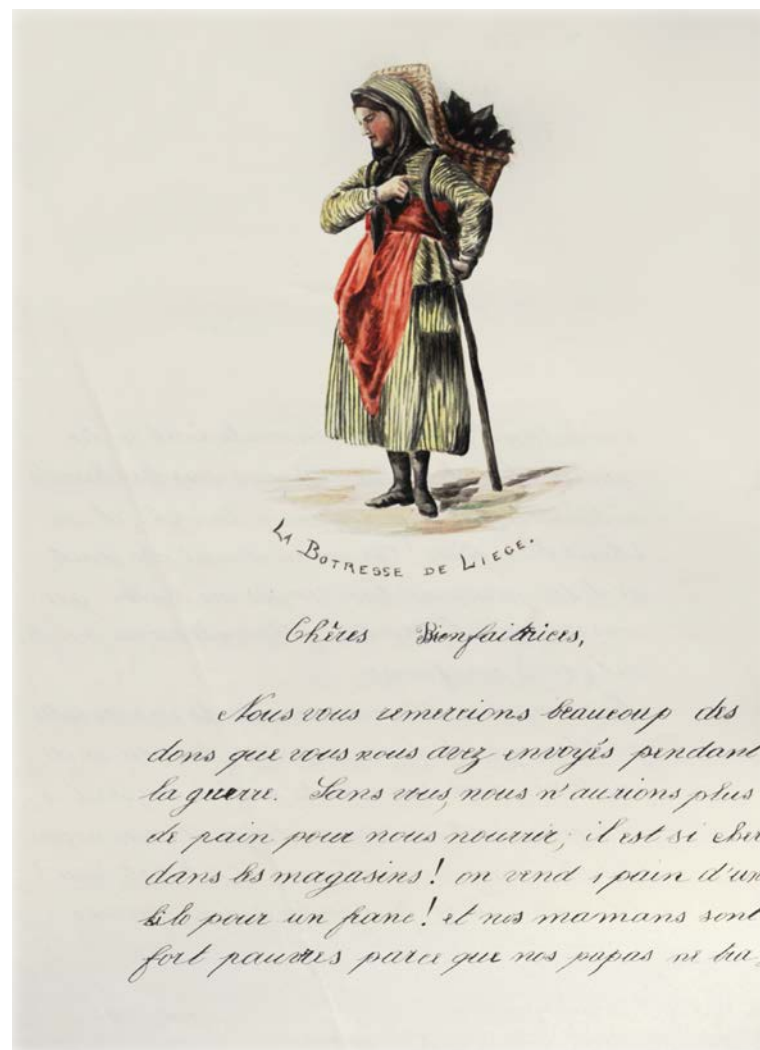 LA BOTRESSE DE LIEGE.
Chères Bienfaitrices,
Nous vous remercions beaucoup des
dons que vous nous avez envoyés pendant
la guerre. Sans vous, nous n'aurions plus
de pain pour nous nourrir; il est si cher
dans les magasins! on vend 1 pain d'un
kilo pour un franc! et nos mamans sont
fort pauvres parce que nos papas ne tra-